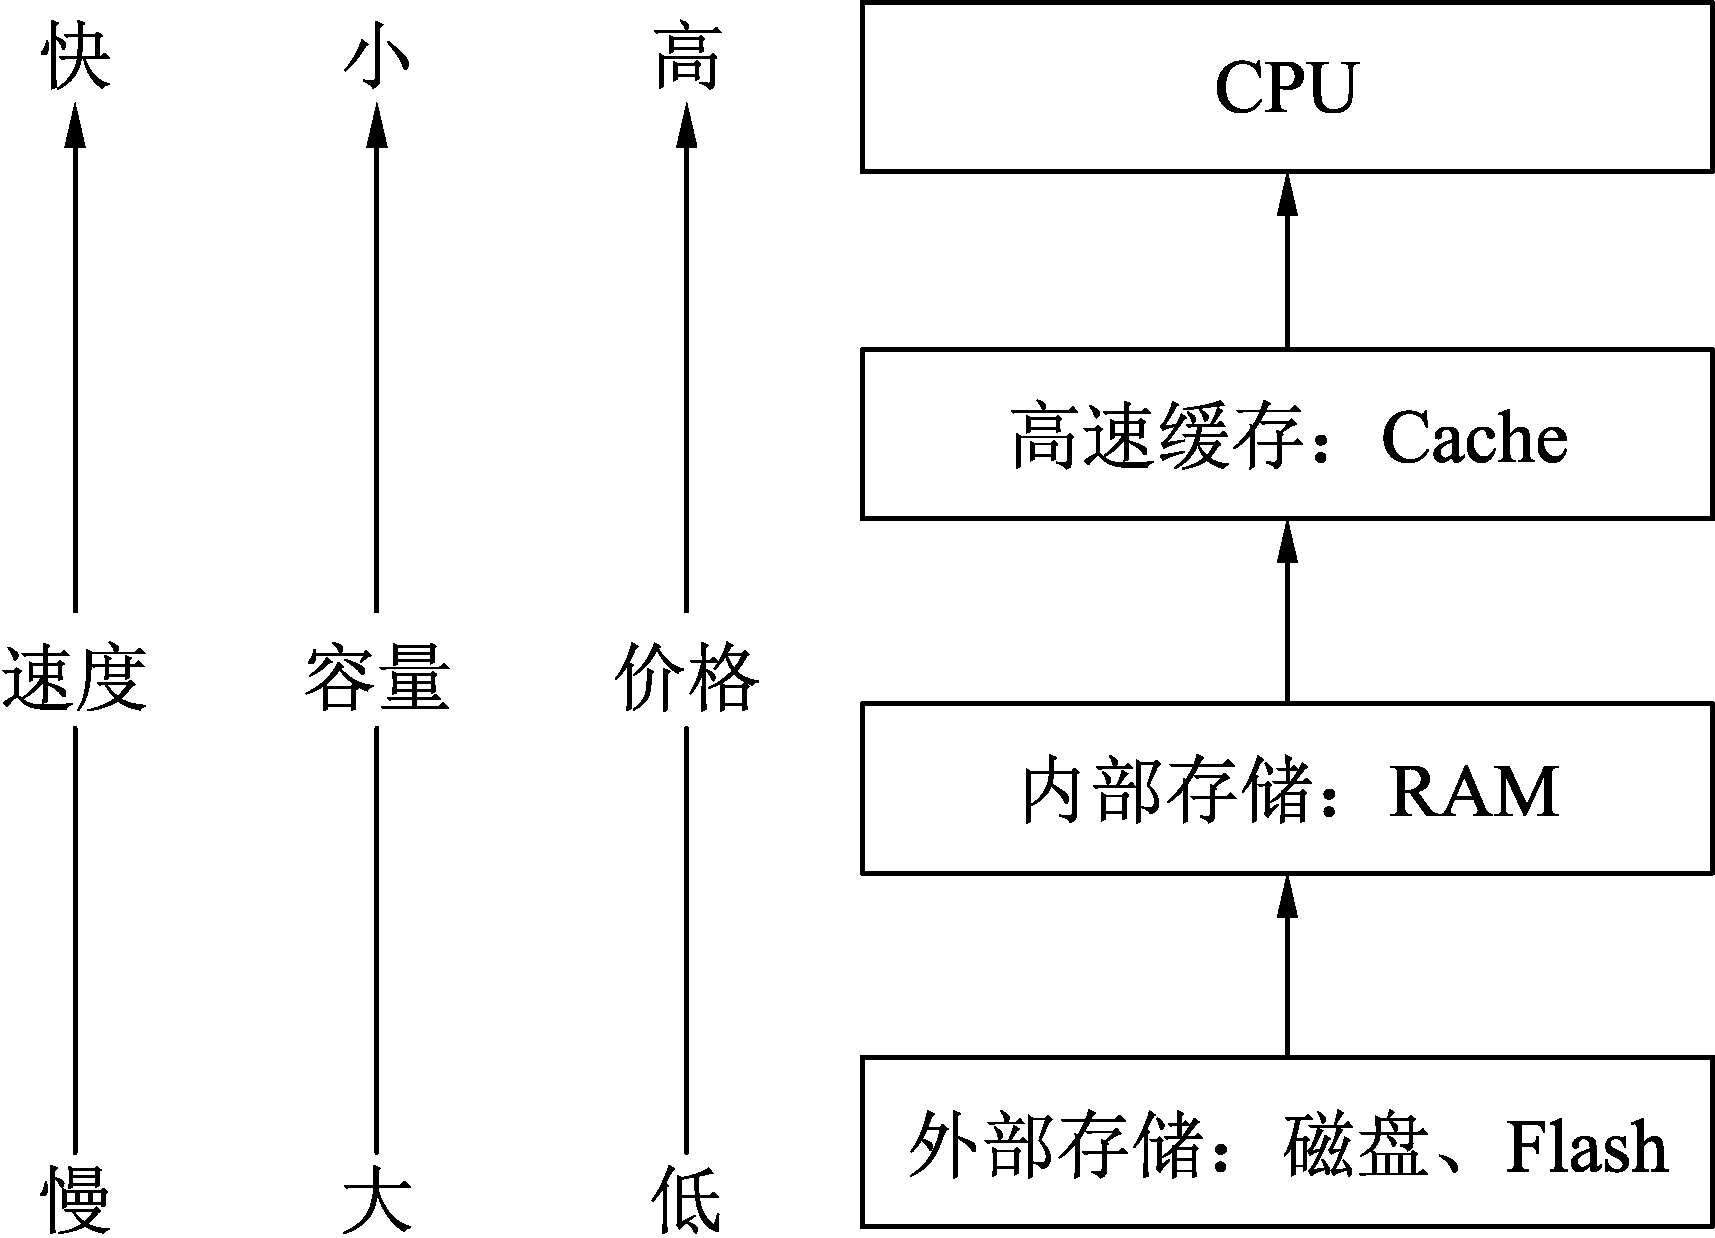 快 小 高
CPU
高速缓存：Cache
速度 容量 价格
内部存储：RAM
外部存储：磁盘、Flash
慢 大 低